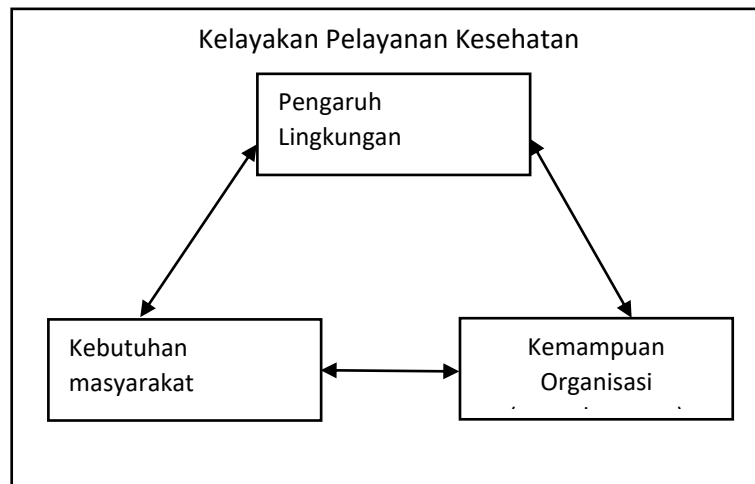 Kelayakan Pelayanan Kesehatan
Pengaruh
Lingkungan
Kebutuhan
masyarakat
Kemampuan
Organisasi